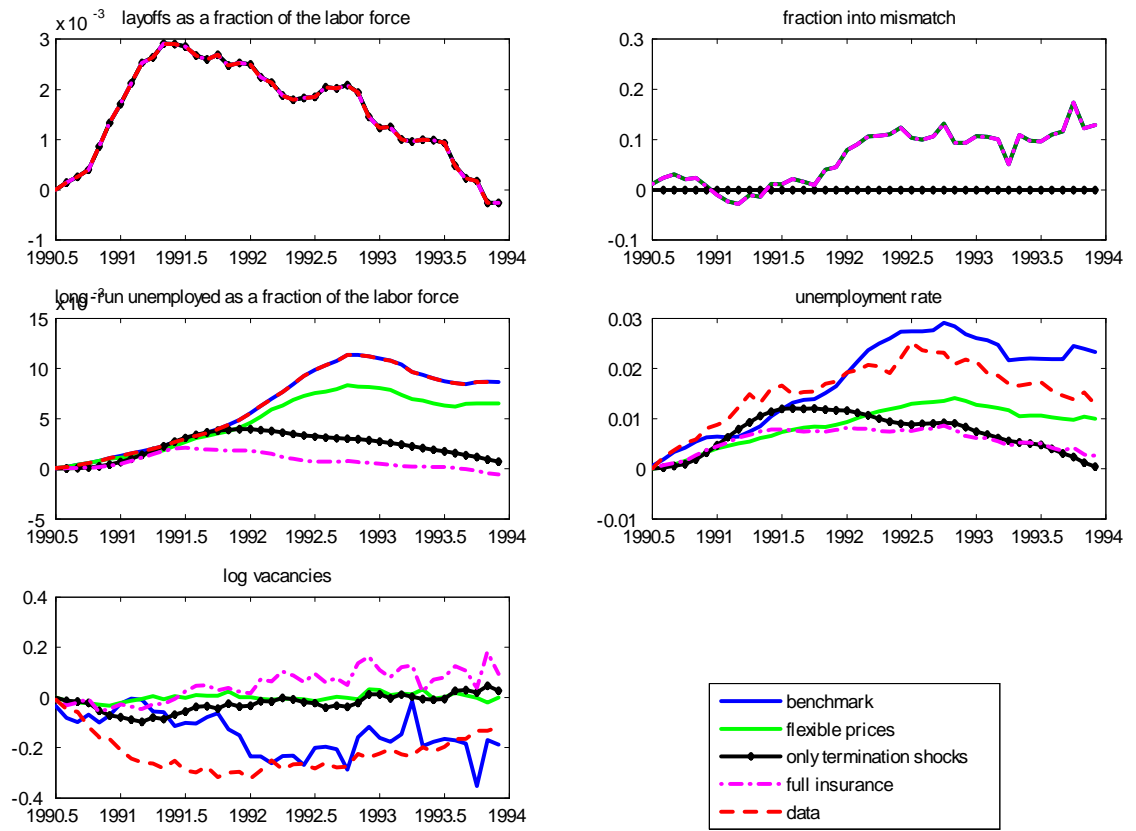 x 10⁻³
layoffs as a fraction of the labor force
3
2
1
0
-1
1990.5 1991 1991.5 1992 1992.5 1993 1993.5 1994
fraction into mismatch
0.3
0.2
0.1
0
-0.1
1990.5 1991 1991.5 1992 1992.5 1993 1993.5 1994
x 10⁻³
long-run unemployed as a fraction of the labor force
15
10
5
0
-5
1990.5 1991 1991.5 1992 1992.5 1993 1993.5 1994
unemployment rate
0.03
0.02
0.01
0
-0.01
1990.5 1991 1991.5 1992 1992.5 1993 1993.5 1994
log vacancies
0.4
0.2
0
-0.2
-0.4
1990.5 1991 1991.5 1992 1992.5 1993 1993.5 1994
benchmark
flexible prices
only termination shocks
full insurance
data